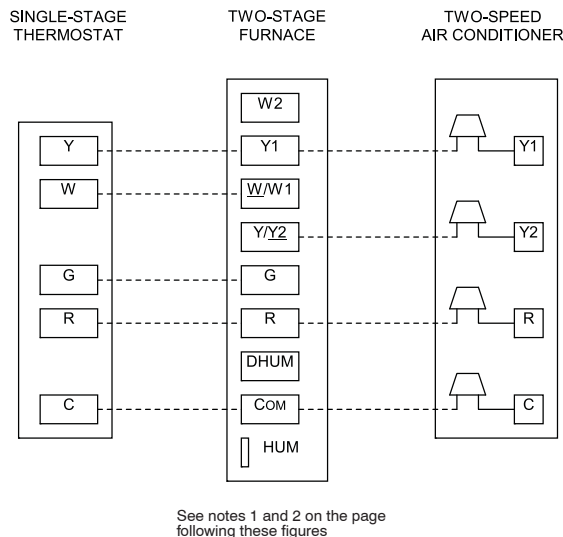 SINGLE-STAGE THERMOSTAT
TWO-STAGE FURNACE
TWO-SPEED AIR CONDITIONER
W2
Y Y1 Y1
W W/W1
Y/Y2 Y2
G G
R R R
DHUM
C COM C
HUM
See notes 1 and 2 on the page
following these figures